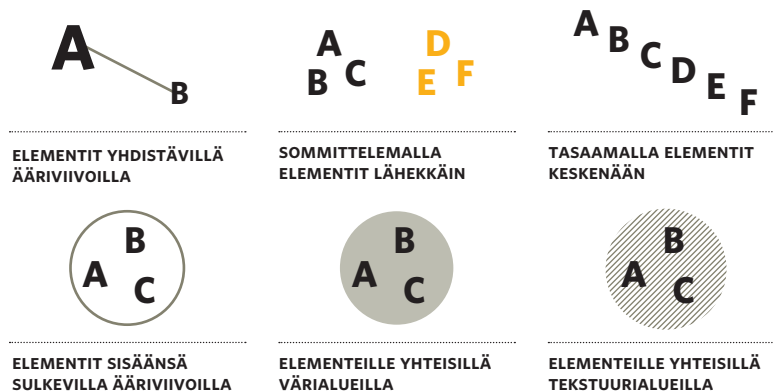 A
B
A
B C
D
E F
A B C D E F
ELEMENTIT YHDISTÄVILLÄ
ÄÄRIVIIVOILLA
SOMMITTELEMALLA
ELEMENTIT LÄHEKKÄIN
TASAAMALLA ELEMENTIT
KESKENÄÄN
B
A C
B
A C
B
A C
ELEMENTIT SISÄÄNSÄ
SULKEVILLA ÄÄRIVIIVOILLA
ELEMENTEILLE YHTEISILLÄ
VÄRIALUEILLA
ELEMENTEILLE YHTEISILLÄ
TEKSTUURIALUEILLA